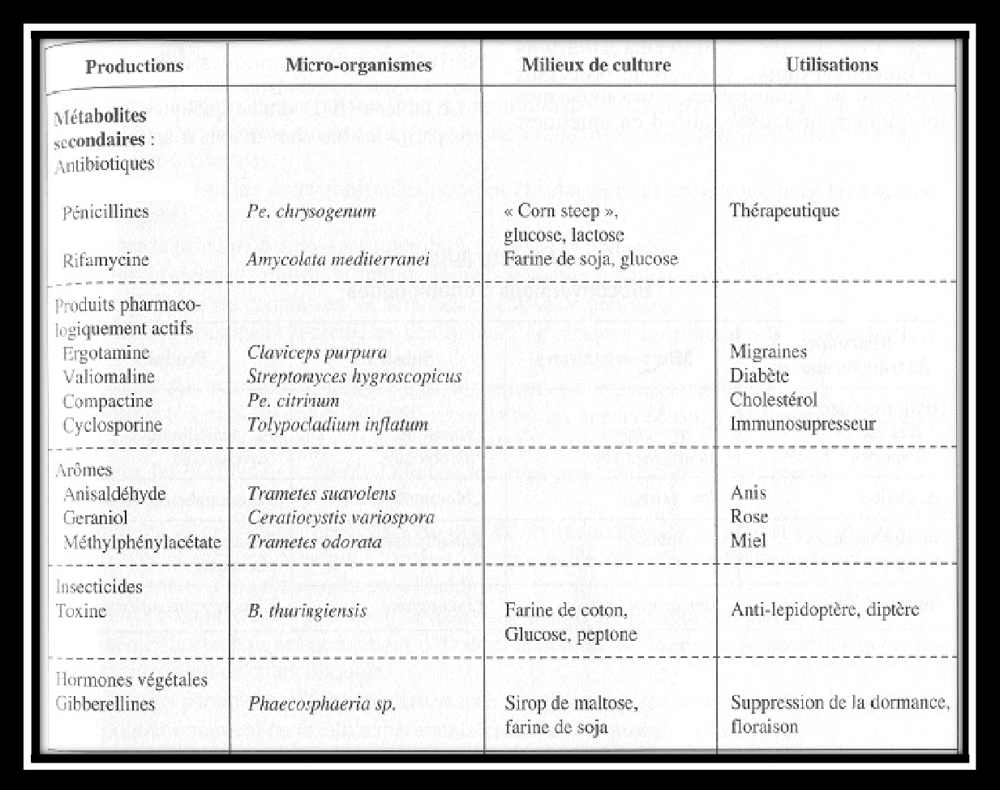 Productions Micro-organismes Milieux de culture Utilisations
Métabolites
secondaires :
Antibiotiques
Pénicillines Pe. chrysogenum « Corn steep », Thérapeutique
glucose, lactose
Rifamycine Amycolata mediterranei Farine de soja, glucose
Produits pharmaco-
logiquement actifs
Ergotamine Claviceps purpura Migraines
Valiomaline Streptomyces hygroscopicus Diabète
Compactine Pe. citrinum Cholestérol
Cyclosporine Tolypocladium inflatum Immunosupresseur
Arômes
Anisaldéhyde Trametes suavolens Anis
Geraniol Ceratiocystis variospora Rose
Méthylphénylacétate Trametes odorata Miel
Insecticides
Toxine B. thuringiensis Farine de coton, Anti-lepidoptère, diptère
Glucose, peptone
Hormones végétales
Gibberellines Phaecosphaeria sp. Sirop de maltose, Suppression de la dormance,
farine de soja floraison